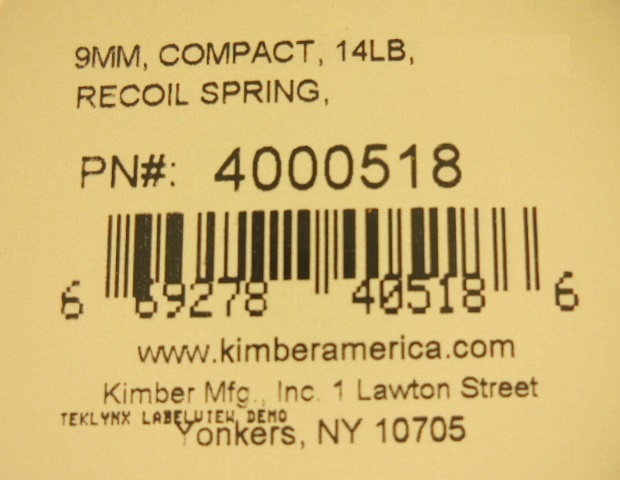 9MM, COMPACT, 14LB,
RECOIL SPRING,
PN#: 4000518
6 69278 40518 6
www.kimberamerica.com
Kimber Mfg., Inc. 1 Lawton Street
TEKLYNX LABELVIEW DEMO
Yonkers, NY 10705